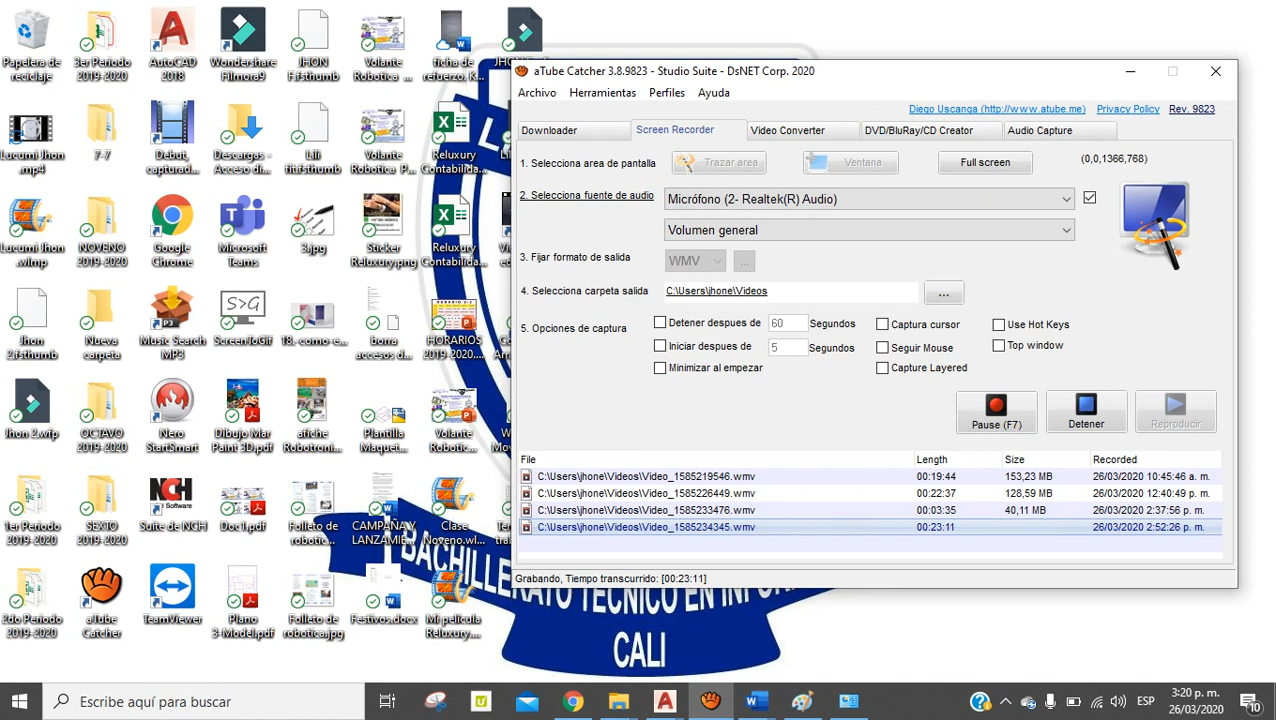 Papelera de
reciclaje
3er Periodo
2019-2020
AutoCAD
2018
Wondershare
Filmora9
JHON
Fifsthumb
Volante
Robotica ...
ficha de
refuerzo. K...
Lucumi Jhon
.mp4
7-7
Debut,
capturad...
Descargas -
Acceso di...
Lili
fitifsthumb
Volante
Robotica P...
Reluxury
Contabilida...
Lucumi Jhon
.wlmp
NOVENO
2019-2020
Google
Chrome
Microsoft
Teams
3.jpg
Sticker
Reluxury.png
Reluxury
Contabilida...
Jhon
2.fifsthumb
Nueva
carpeta
Music Search
MP3
ScreenToGif
18.-como-e...
borra
accesos d...
HORARIOS
2019-2020....
Jhon 2.wfp
OCTAVO
2019-2020
Nero
StartSmart
Dibujo Mar
Paint 3D.pdf
afiche
Robotroni...
Plantilla
Maquet...
Volante
Robotic...
1er Periodo
2019-2020
SEXTO
2019-2020
Suite de NCH
Doc1.pdf
Folleto de
robotic...
CAMPAÑA Y
LANZAMIE...
Clase
Noveno.wl...
2do Periodo
2019-2020
aTube
Catcher
TeamViewer
Plano
3-Model.pdf
Folleto de
robotica.jpg
Festivos.docx
Mi película
Reluxury....
aTube Catcher 3.8.9823 - Studio Suite - DsNET Corp. 2020
Archivo Herramientas Perfiles Ayuda
Diego Uscanga (http://www.atube.me) Privacy Policy rev. 9823
Downloader Screen Recorder Video Converter DVD/BluRay/CD Creator Audio Capture
1. Selecciona area de pantalla Trazar area Ventana Full screen (0,0) (1366,768)
2. Selecciona fuente de audio Micrófono (2- Realtek(R) Audio)
Volumen general
3. Fijar formato de salida WMV ...
4. Selecciona carpeta salida C:\Users\jhone\Videos ...
5. Opciones de captura
Detener despues de 60 Segundos Captura cursor Use Hot Keys
Iniciar despues de 5 Segundos Seguir Mouse Top window
Minimizar al empezar Capture Layered
Pause (F7) Detener Reproducir
File Length Size Recorded
C:\Users\jhone\Videos\Video_1585219546.wmv 00:19:44 153,23 MB 26/03/2020 10:45:46 a. m.
C:\Users\jhone\Videos\Video_1585226449.wmv 00:22:37 128,59 MB 26/03/2020 12:40:49 p. m.
C:\Users\jhone\Videos\Video_1585233476.wmv 00:03:35 40,11 MB 26/03/2020 2:37:56 p. m.
C:\Users\jhone\Videos\Video_1585234345.wmv 00:23:11 26/03/2020 2:52:26 p. m.
Grabando, Tiempo transcurrido: [00:23:11]
BACHILLERATO TÉCNICO EN
CALI
Escribe aquí para buscar
ESP
3:20 p. m.
26/03/2020
10